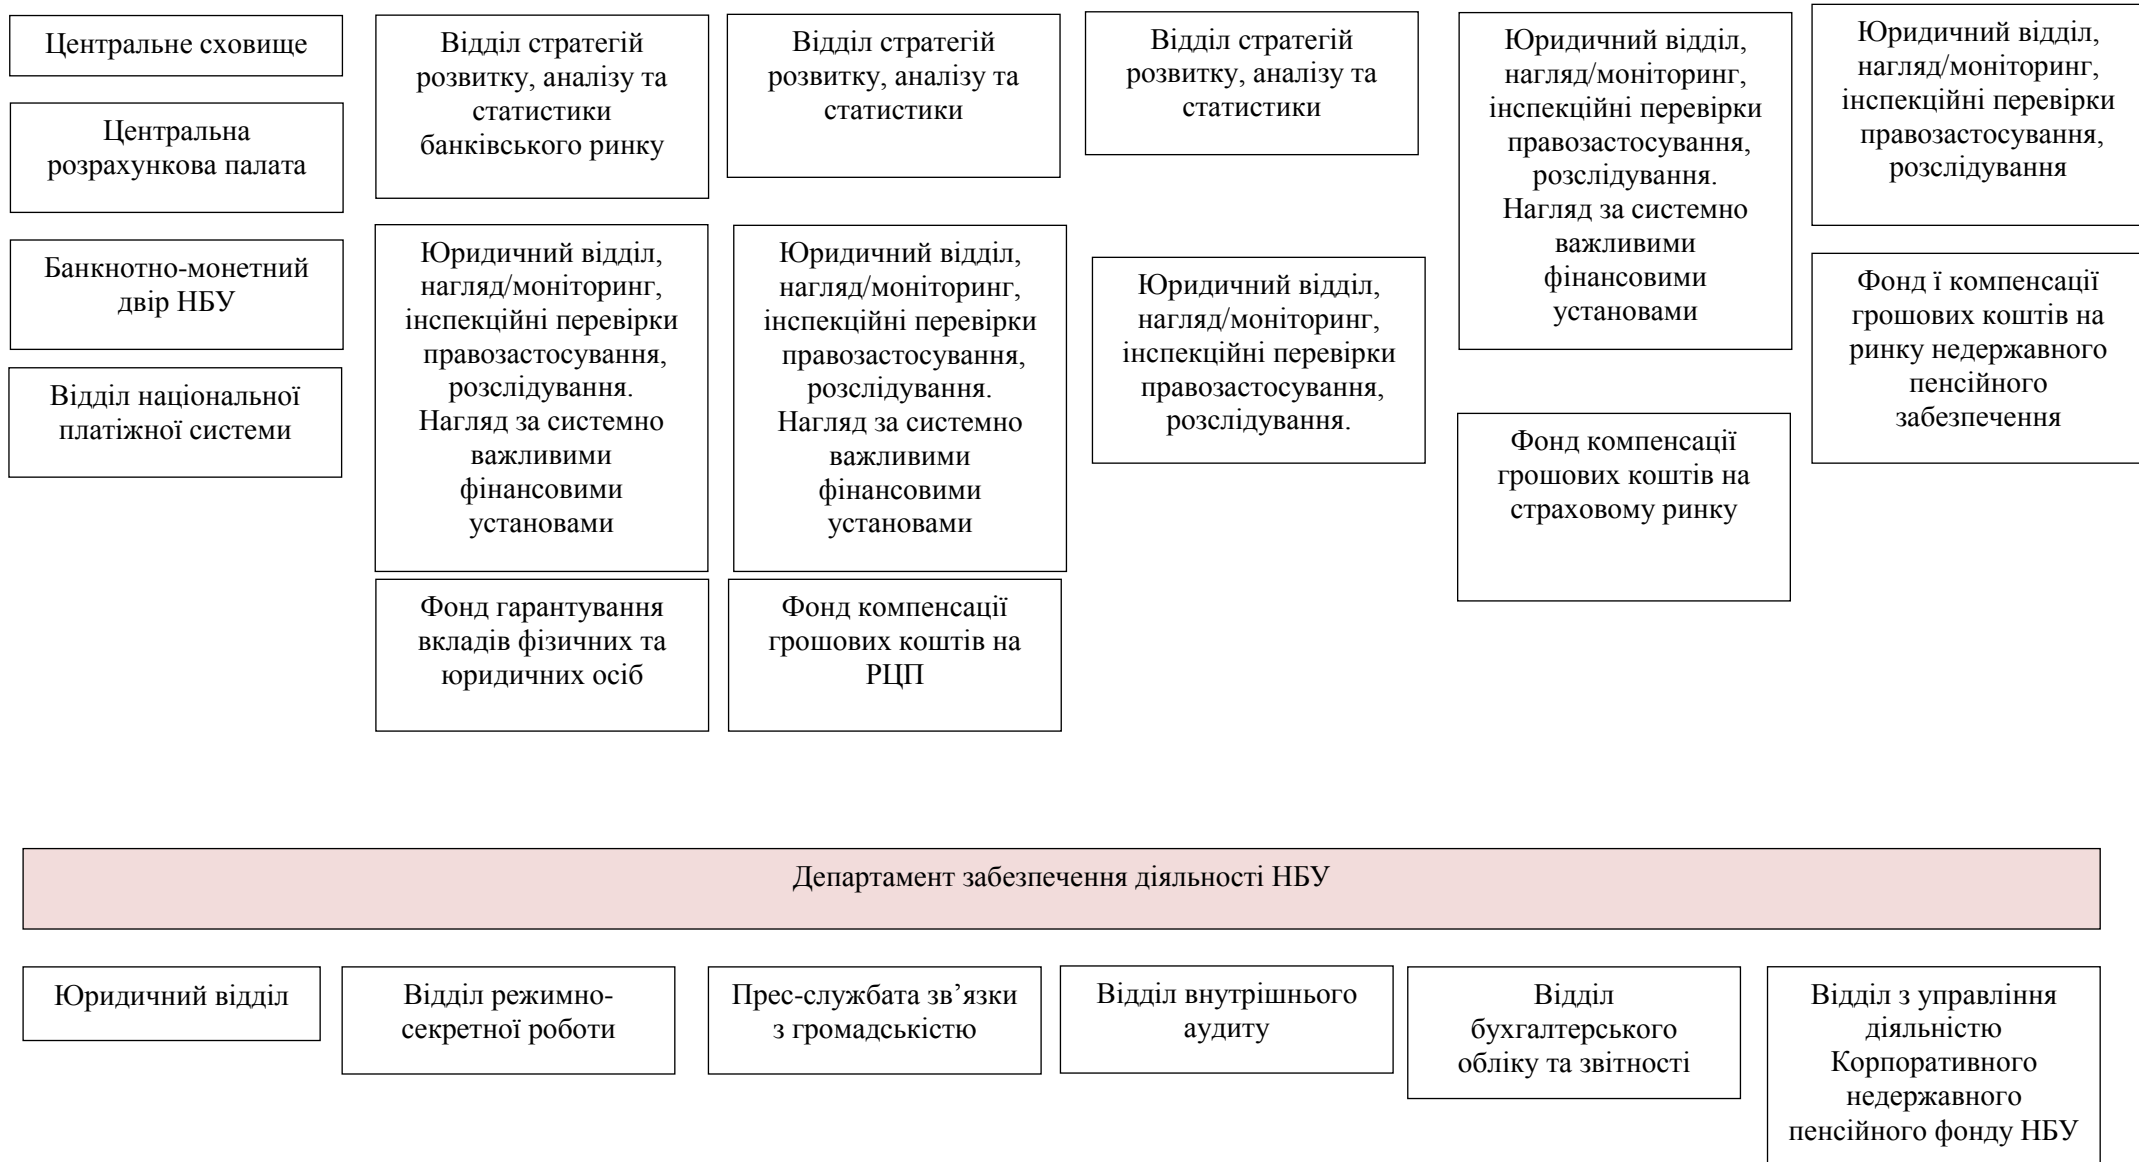 Центральне сховище
Центральна
розрахункова палата
Банкнотно-монетний
двір НБУ
Відділ національної
платіжної системи
Відділ стратегій
розвитку, аналізу та
статистики
банківського ринку
Юридичний відділ,
нагляд/моніторинг,
інспекційні перевірки
правозастосування,
розслідування.
Нагляд за системно
важливими
фінансовими
установами
Фонд гарантування
вкладів фізичних та
юридичних осіб
Відділ стратегій
розвитку, аналізу та
статистики
Юридичний відділ,
нагляд/моніторинг,
інспекційні перевірки
правозастосування,
розслідування.
Нагляд за системно
важливими
фінансовими
установами
Фонд компенсації
грошових коштів на
РЦП
Відділ стратегій
розвитку, аналізу та
статистики
Юридичний відділ,
нагляд/моніторинг,
інспекційні перевірки
правозастосування,
розслідування.
Юридичний відділ,
нагляд/моніторинг,
інспекційні перевірки
правозастосування,
розслідування.
Нагляд за системно
важливими
фінансовими
установами
Фонд компенсації
грошових коштів на
страховому ринку
Юридичний відділ,
нагляд/моніторинг,
інспекційні перевірки
правозастосування,
розслідування
Фонд ї компенсації
грошових коштів на
ринку недержавного
пенсійного
забезпечення
Департамент забезпечення діяльності НБУ
Юридичний відділ
Відділ режимно-
секретної роботи
Прес-службата зв’язки
з громадськістю
Відділ внутрішнього
аудиту
Відділ
бухгалтерського
обліку та звітності
Відділ з управління
діяльністю
Корпоративного
недержавного
пенсійного фонду НБУ